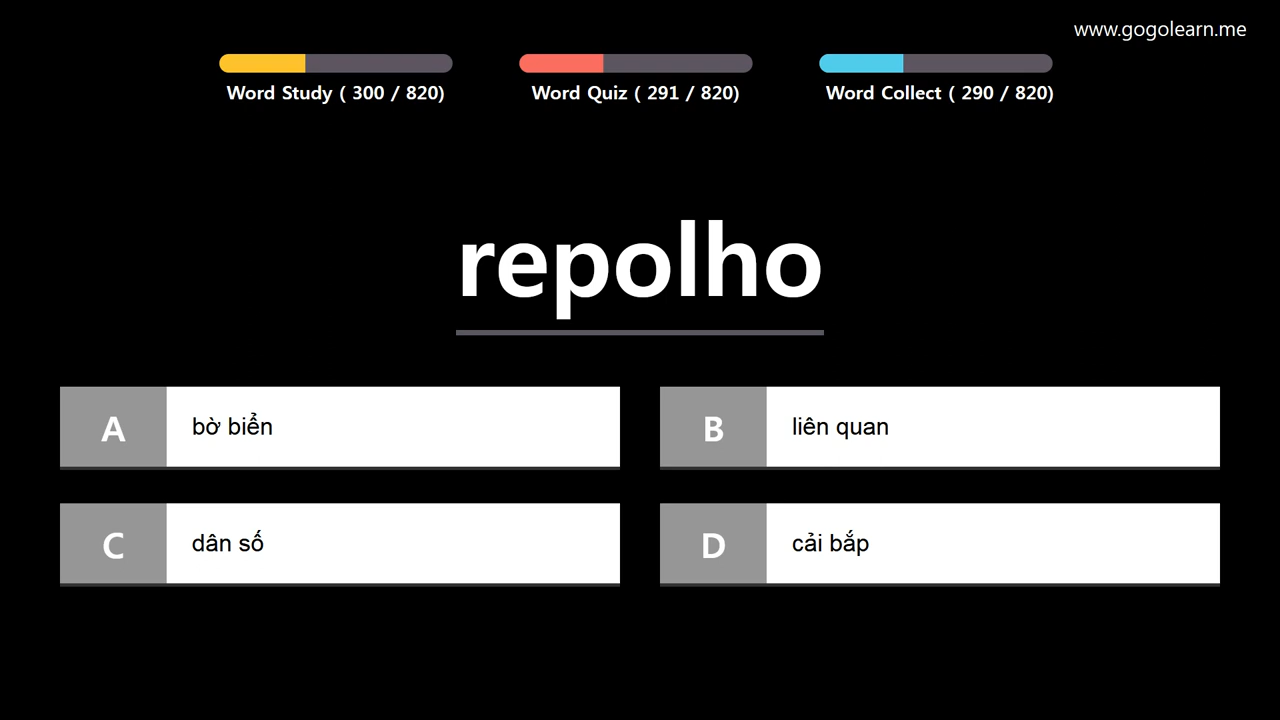 www.gogolearn.me
Word Study ( 300 / 820)
Word Quiz ( 291 / 820)
Word Collect ( 290 / 820)
repolho
A bờ biển
B liên quan
C dân số
D cải bắp